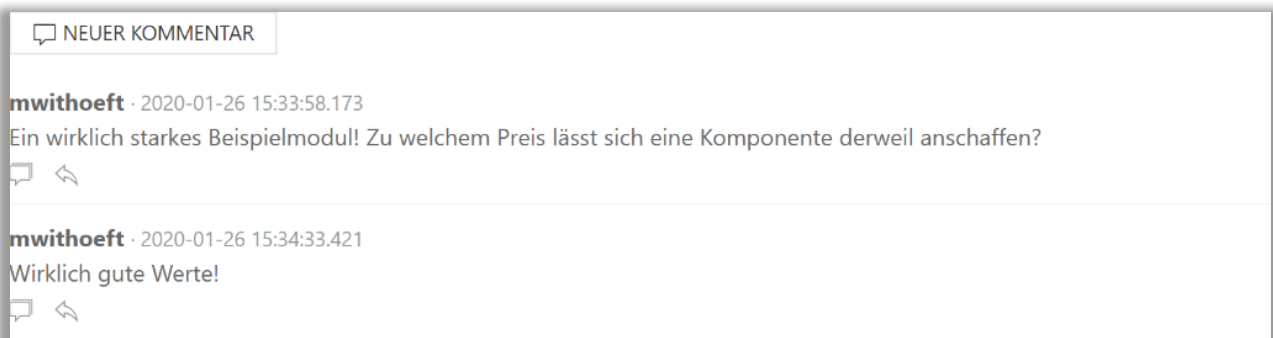 NEUER KOMMENTAR
mwithoeft · 2020-01-26 15:33:58.173
Ein wirklich starkes Beispielmodul! Zu welchem Preis lässt sich eine Komponente derweil anschaffen?
mwithoeft · 2020-01-26 15:34:33.421
Wirklich gute Werte!